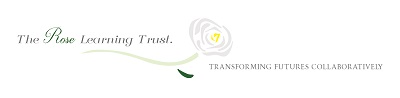 The Rose Learning Trust.
TRANSFORMING FUTURES COLLABORATIVELY